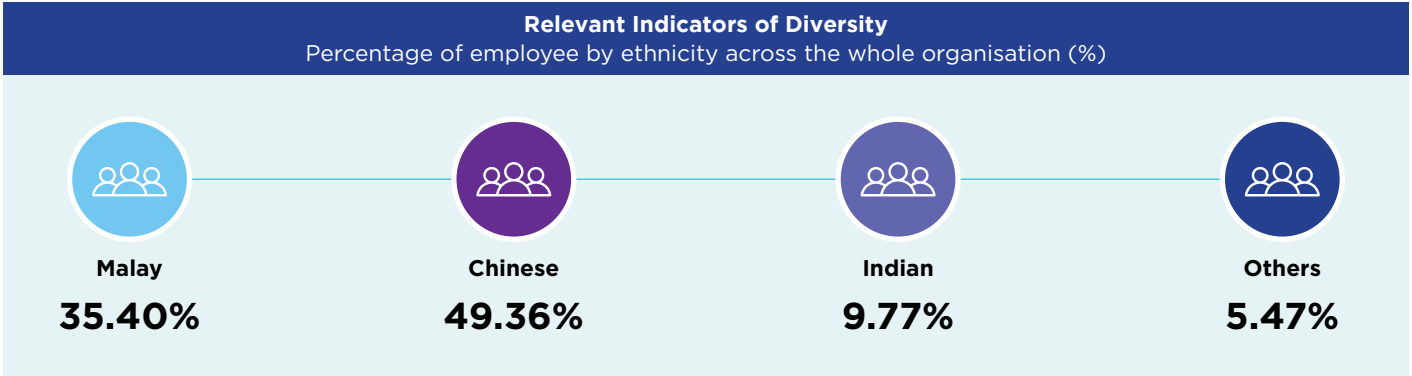 Relevant Indicators of Diversity
Percentage of employee by ethnicity across the whole organisation (%)
Malay
35.40%
Chinese
49.36%
Indian
9.77%
Others
5.47%